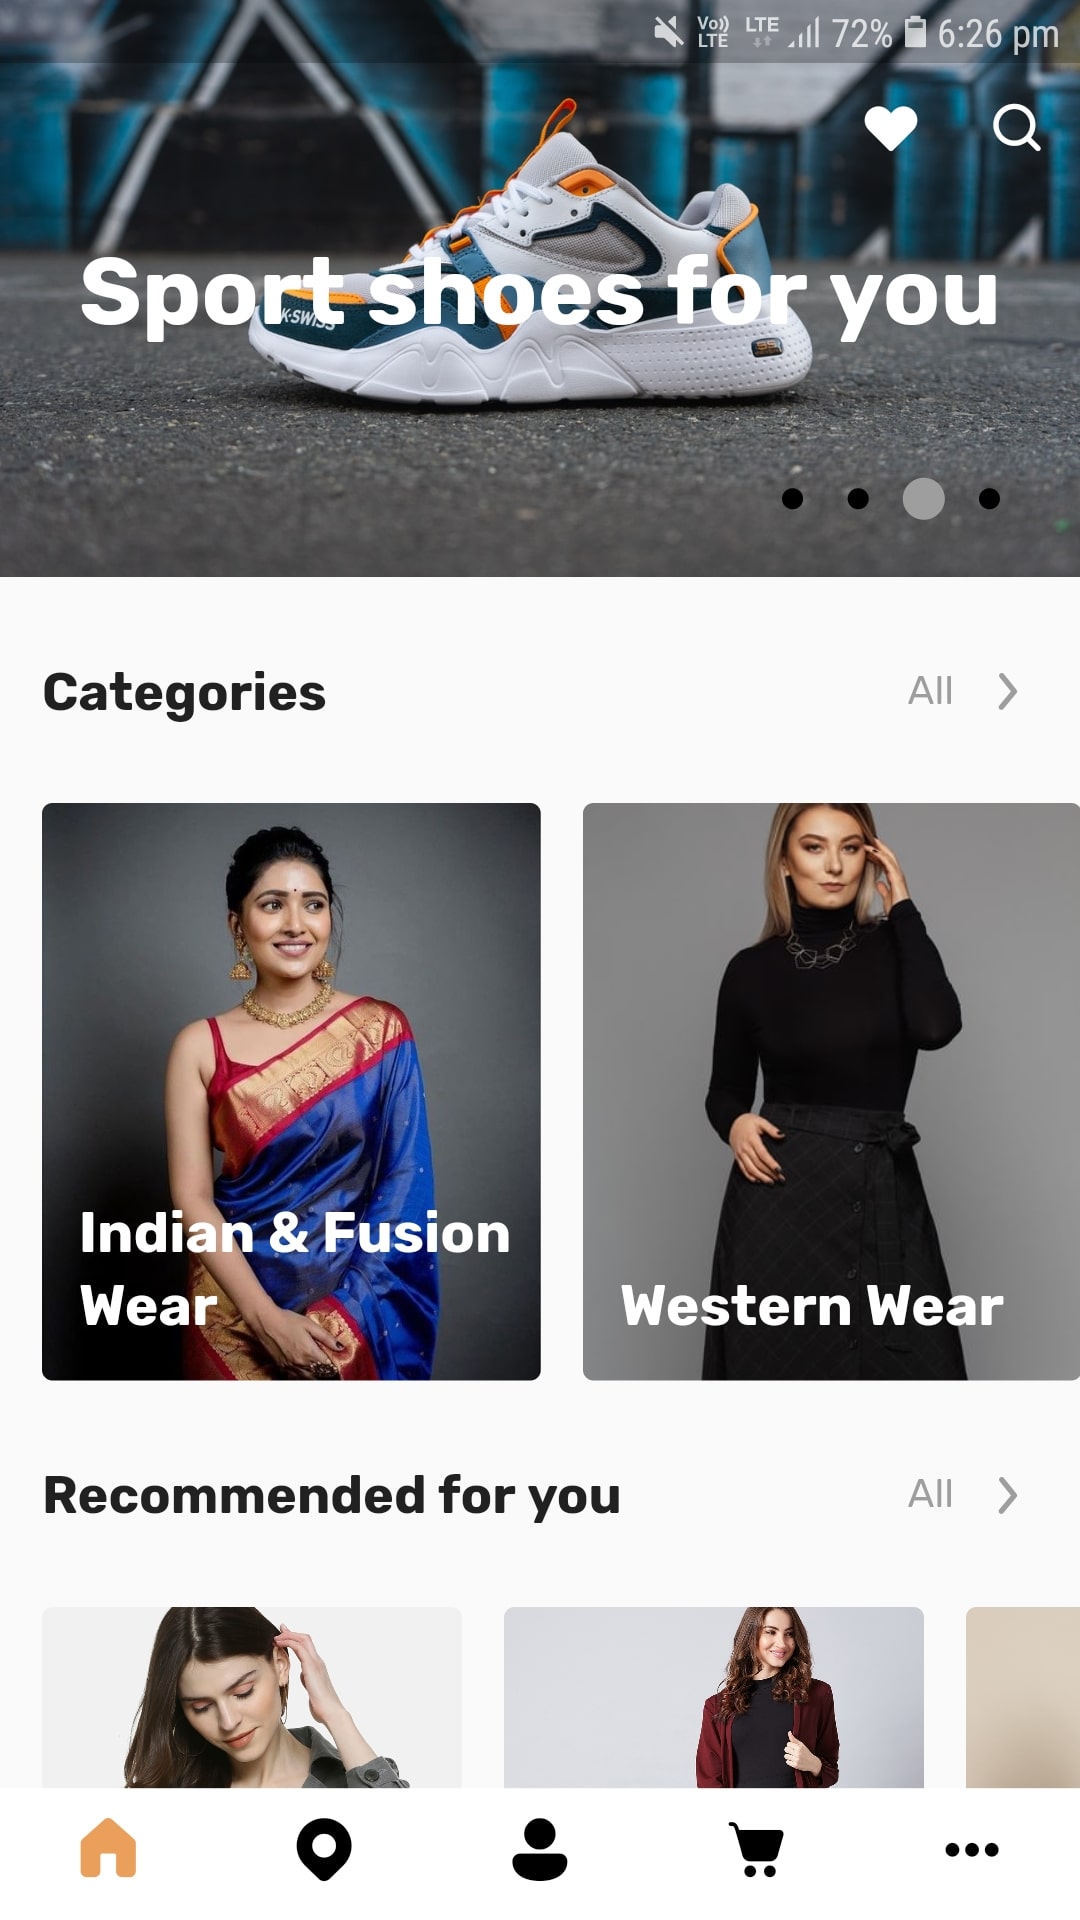 Vo)) LTE LTE 72% 6:26 pm
Sport shoes for you
K·SWISS
Categories All
Indian & Fusion
Wear
Western Wear
Recommended for you All